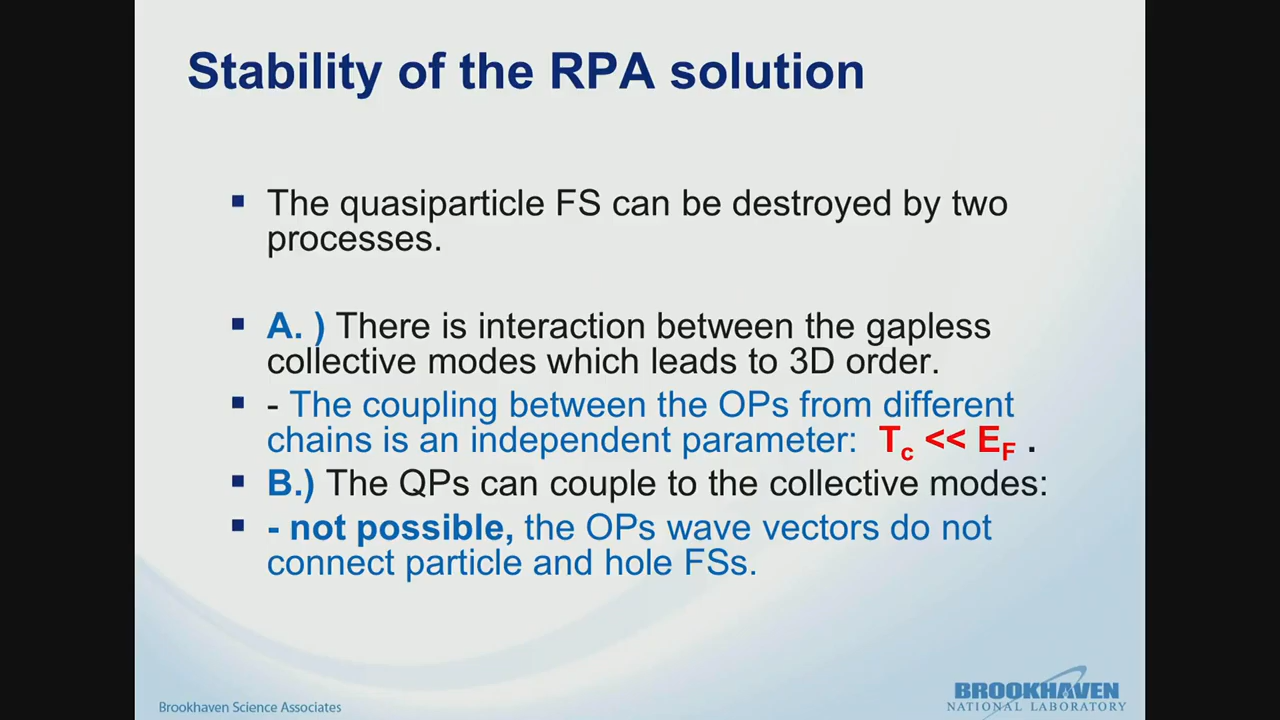 Stability of the RPA solution
▪ The quasiparticle FS can be destroyed by two
processes.
▪ A. ) There is interaction between the gapless
collective modes which leads to 3D order.
▪ - The coupling between the OPs from different
chains is an independent parameter: Tc << EF .
▪ B.) The QPs can couple to the collective modes:
▪ - not possible, the OPs wave vectors do not
connect particle and hole FSs.
Brookhaven Science Associates
BROOKHAVEN
NATIONAL LABORATORY